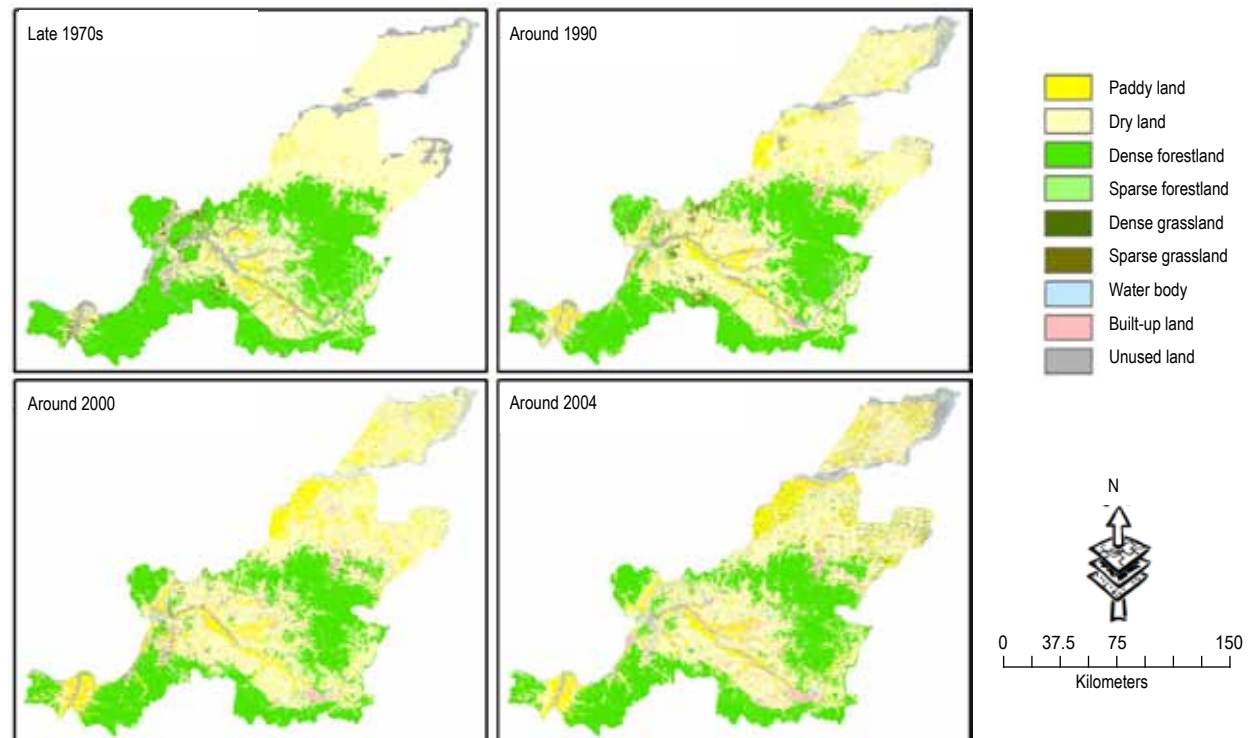 Late 1970s
Around 1990
Around 2000
Around 2004
Paddy land
Dry land
Dense forestland
Sparse forestland
Dense grassland
Sparse grassland
Water body
Built-up land
Unused land
N
0 37.5 75 150
Kilometers